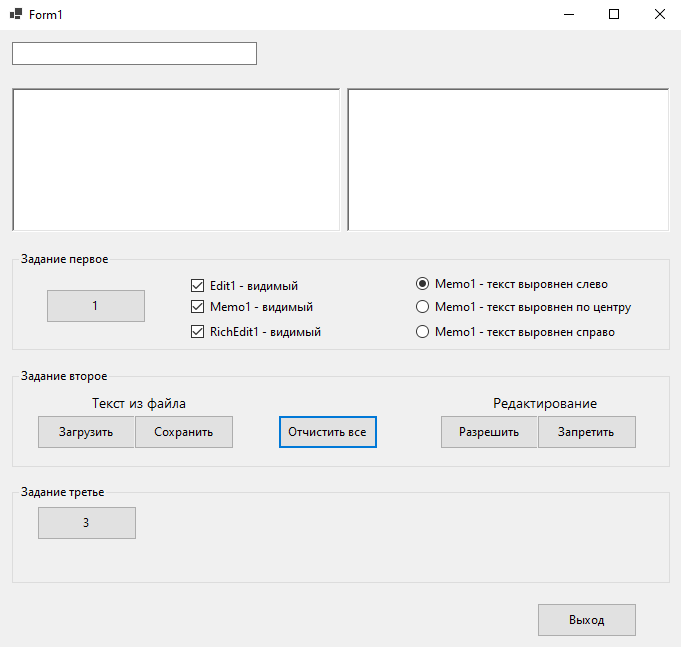 Form1
Задание первое
1
Edit1 - видимый
Memo1 - видимый
RichEdit1 - видимый
Memo1 - текст выровнен слево
Memo1 - текст выровнен по центру
Memo1 - текст выровнен справо
Задание второе
Текст из файла
Загрузить
Сохранить
Отчистить все
Редактирование
Разрешить
Запретить
Задание третье
3
Выход